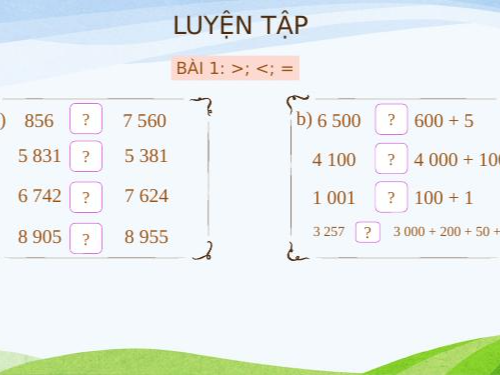 LUYỆN TẬP
BÀI 1: >; <; =
) 856 ? 7 560
5 831 ? 5 381
6 742 ? 7 624
8 905 ? 8 955
b) 6 500 ? 600 + 5
4 100 ? 4 000 + 100
1 001 ? 100 + 1
3 257 ? 3 000 + 200 + 50 +